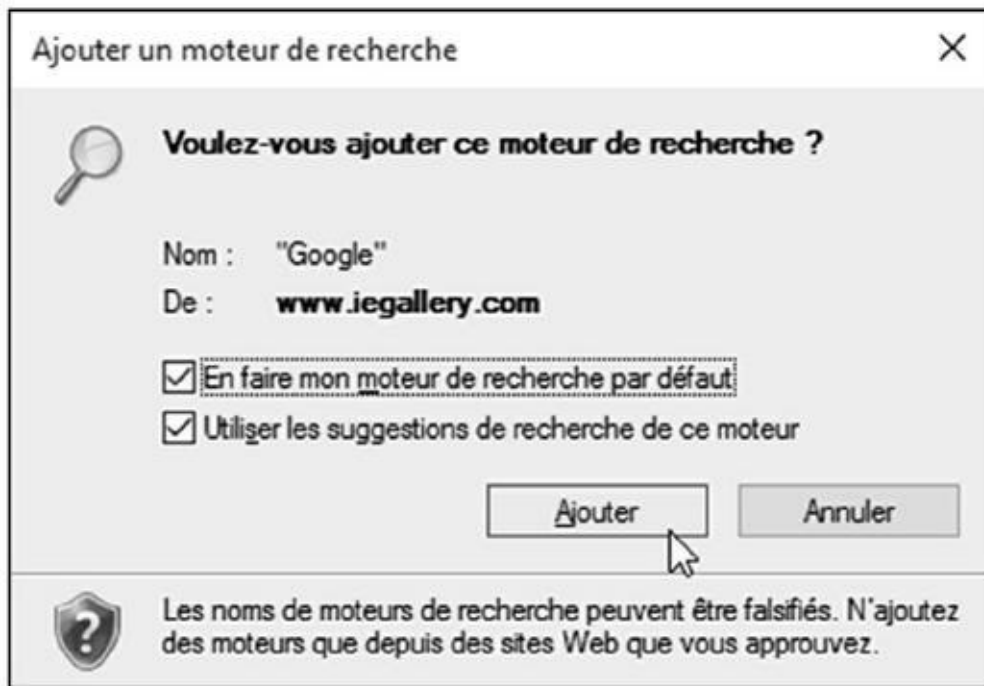 Ajouter un moteur de recherche
Voulez-vous ajouter ce moteur de recherche ?
Nom : "Google"
De : www.iegallery.com
En faire mon moteur de recherche par défaut
Utiliser les suggestions de recherche de ce moteur
Ajouter Annuler
Les noms de moteurs de recherche peuvent être falsifiés. N'ajoutez
des moteurs que depuis des sites Web que vous approuvez.